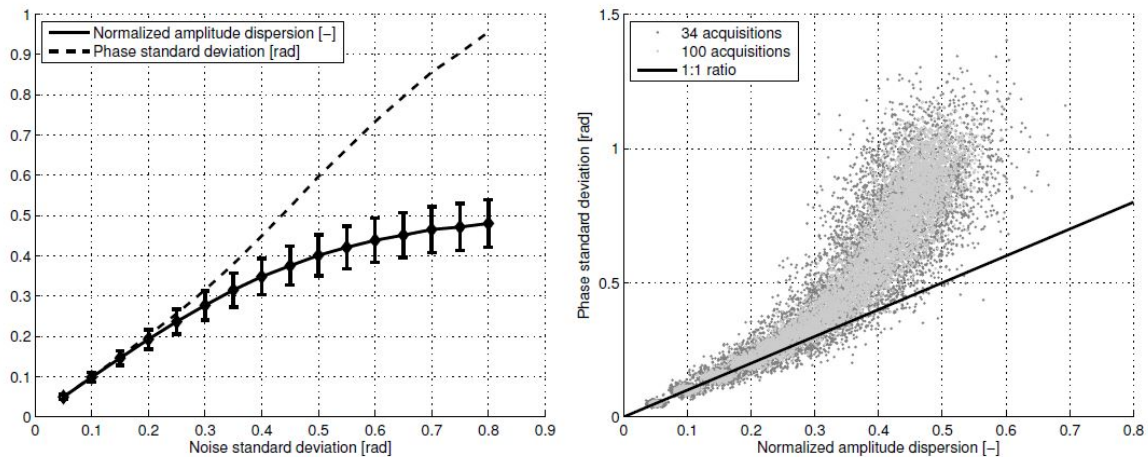 1
0.9
0.8
0.7
0.6
0.5
0.4
0.3
0.2
0.1
0
Normalized amplitude dispersion [−]
Phase standard deviation [rad]
0 0.1 0.2 0.3 0.4 0.5 0.6 0.7 0.8 0.9
Noise standard deviation [rad]
1.5
1
0.5
0
Phase standard deviation [rad]
34 acquisitions
100 acquisitions
1:1 ratio
0 0.1 0.2 0.3 0.4 0.5 0.6 0.7 0.8
Normalized amplitude dispersion [−]